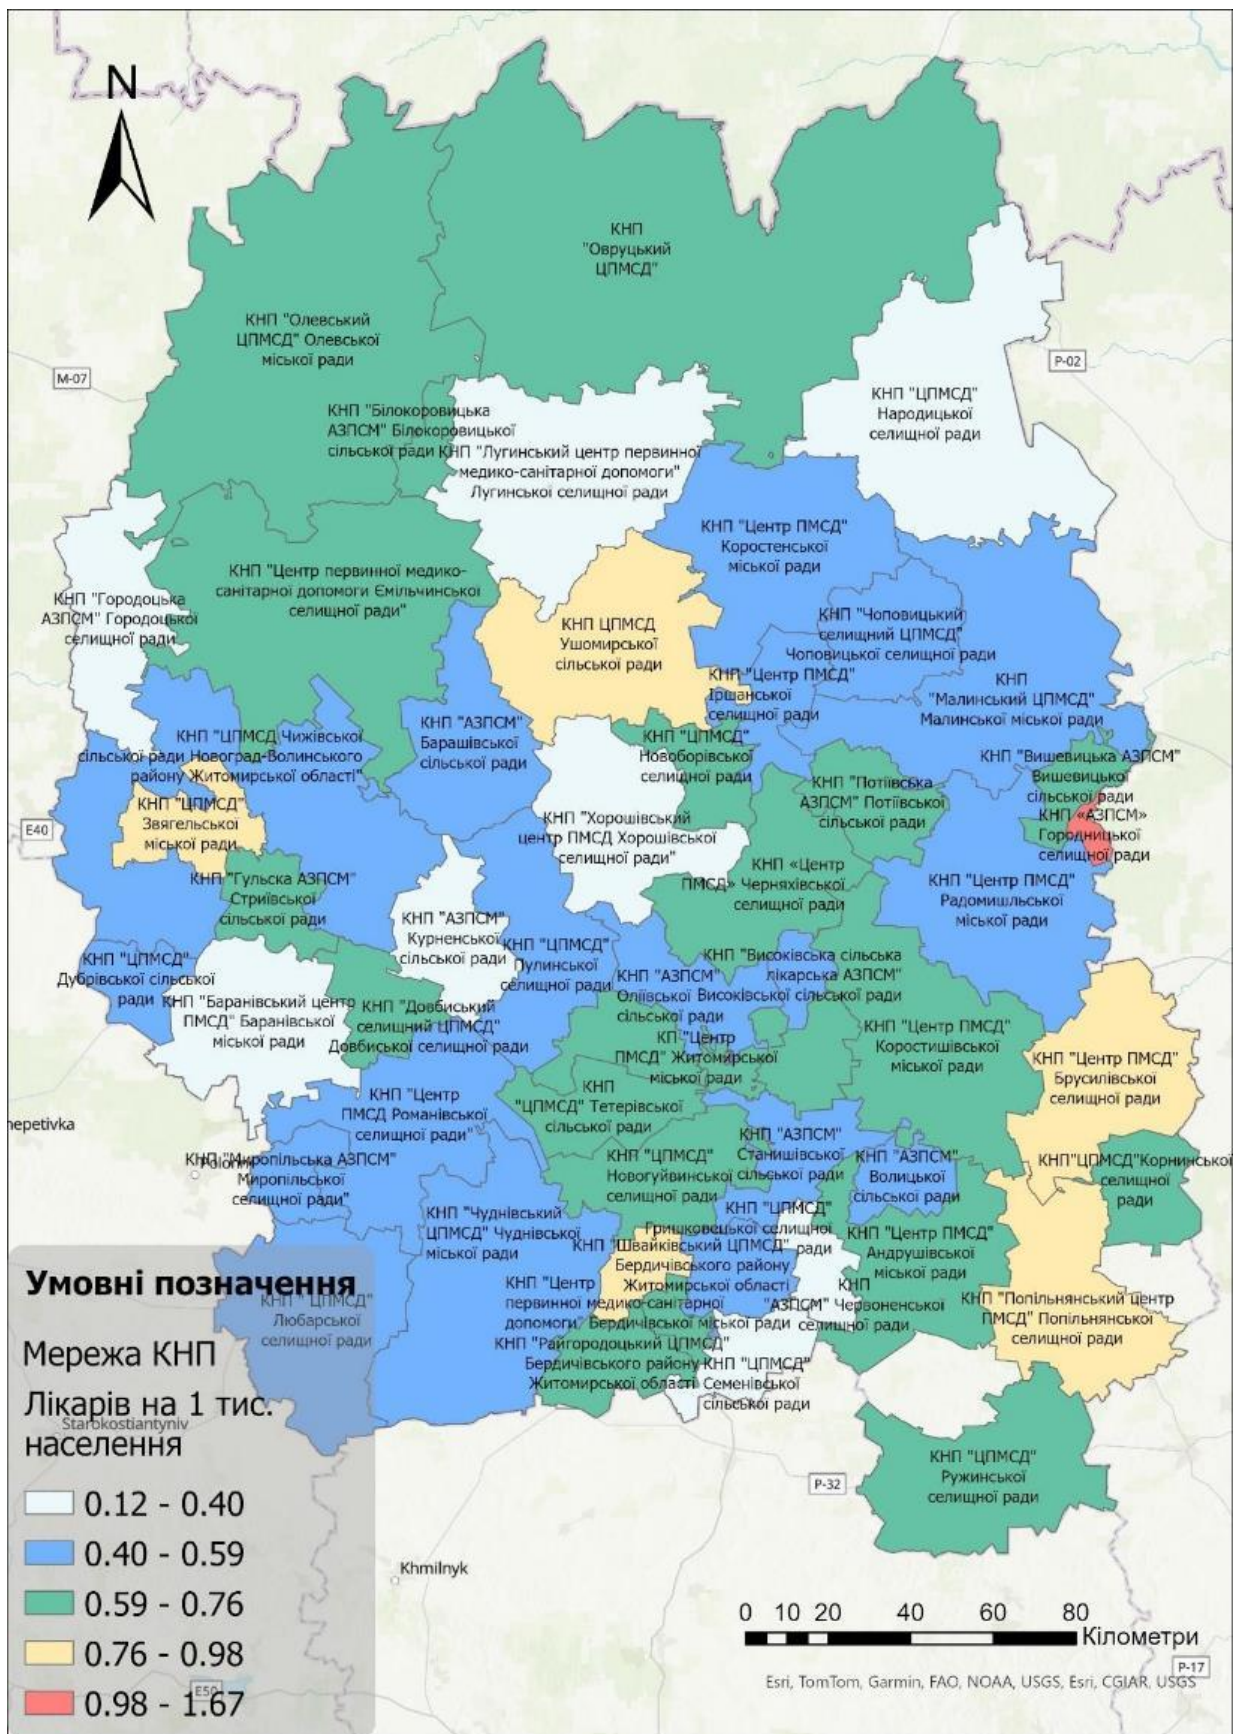 N
КНП
"Овруцький
ЦПМСД"
КНП "Олевський
ЦПМСД" Олевської
міської ради
M-07
P-02
КНП "ЦПМСД"
Народицької
селищної ради
КНП "Білокоровицька
АЗПСМ" Білокоровицької
сільської ради
КНП "Лугинський центр первинної
медико-санітарної допомоги"
Лугинської селищної ради
КНП "Центр ПМСД"
Коростенської
міської ради
КНП "Центр первинної медико-
санітарної допомоги Ємільчинської
селищної ради"
КНП "Городоцька
АЗПСМ" Городоцької
селищної ради
КНП ЦПМСД
Ушомирської
сільської ради
КНП "Чоповицький
селищний ЦПМСД"
Чоповицької селищної ради
КНП "Центр ПМСД"
Іршанської
селищної ради
КНП
"Малинський ЦПМСД"
Малинської міської ради
КНП "АЗПСМ"
Барашівської
сільської ради
КНП "ЦПМСД Чижівської
сільської ради Новоград-Волинського
району Житомирської області"
КНП "ЦПМСД"
Новоборівської
селищної ради
КНП "Вишевицька АЗПСМ"
Вишевицької
сільської ради
КНП "Потіївська
АЗПСМ" Потіївської
сільської ради
КНП "ЦПМСД"
Звягельської
міської ради
E40
КНП "Хорошівський
центр ПМСД Хорошівської
селищної ради"
КНП «АЗПСМ»
Городницької
селищної ради
КНП «Центр
ПМСД» Черняхівської
селищної ради
КНП "Гульска АЗПСМ"
Стриївської
сільської ради
КНП "Центр ПМСД"
Радомишльської
міської ради
КНП "АЗПСМ"
Курненської
сільської ради
КНП "ЦПМСД"
Пулинської
селищної ради
КНП "ЦПМСД"
Дубрівської сільської
ради
КНП "АЗПСМ"
Оліївської
сільської ради
КНП "Високівська сільська
лікарська АЗПСМ"
Високівської сільської ради
КНП "Баранівський центр
ПМСД" Баранівської
міської ради
КНП "Довбиський
селищний ЦПМСД"
Довбиської селищної ради
КП "Центр
ПМСД" Житомирської
міської ради
КНП "Центр ПМСД"
Коростишівської
міської ради
КНП "Центр ПМСД"
Брусилівської
селищної ради
КНП
"ЦПМСД" Тетерівської
сільської ради
КНП "Центр
ПМСД Романівської
селищної ради"
hepetivka
КНП "АЗПСМ"
Станишівської
сільської ради
КНП "Миропільська АЗПСМ"
Миропільської
селищної ради"
КНП "ЦПМСД"
Новогуйвинської
селищної ради
КНП "АЗПСМ"
Волицької
сільської ради
КНП"ЦПМСД"Корнинської
селищної
ради
КНП "Чуднівський
ЦПМСД" Чуднівської
міської ради
КНП "ЦПМСД"
Гришковецької селищної
ради
КНП "Центр ПМСД"
Андрушівської
міської ради
КНП "Швайківський ЦПМСД"
Бердичівського району
Житомирської області
КНП "Центр
первинної медико-санітарної
допомоги
Бердичівської міської ради
КНП
"АЗПСМ" Червоненської
селищної ради
КНП "Попільнянський центр
ПМСД" Попільнянської
селищної ради
КНП " ЦПМСД"
Любарської
селищної ради
КНП "Райгородоцький ЦПМСД"
Бердичівського району
Житомирської області
КНП "ЦПМСД"
Семенівської
сільської ради
КНП "ЦПМСД"
Ружинської
селищної ради
P-32
Khmilnyk
Умовні позначення
Мережа КНП
Лікарів на 1 тис.
Starokostiantyniv
населення
0.12 - 0.40
0.40 - 0.59
0.59 - 0.76
0.76 - 0.98
0.98 - 1.67
E50
0 10 20 40 60 80
Кілометри
P-17
Esri, TomTom, Garmin, FAO, NOAA, USGS, Esri, CGIAR, USGS